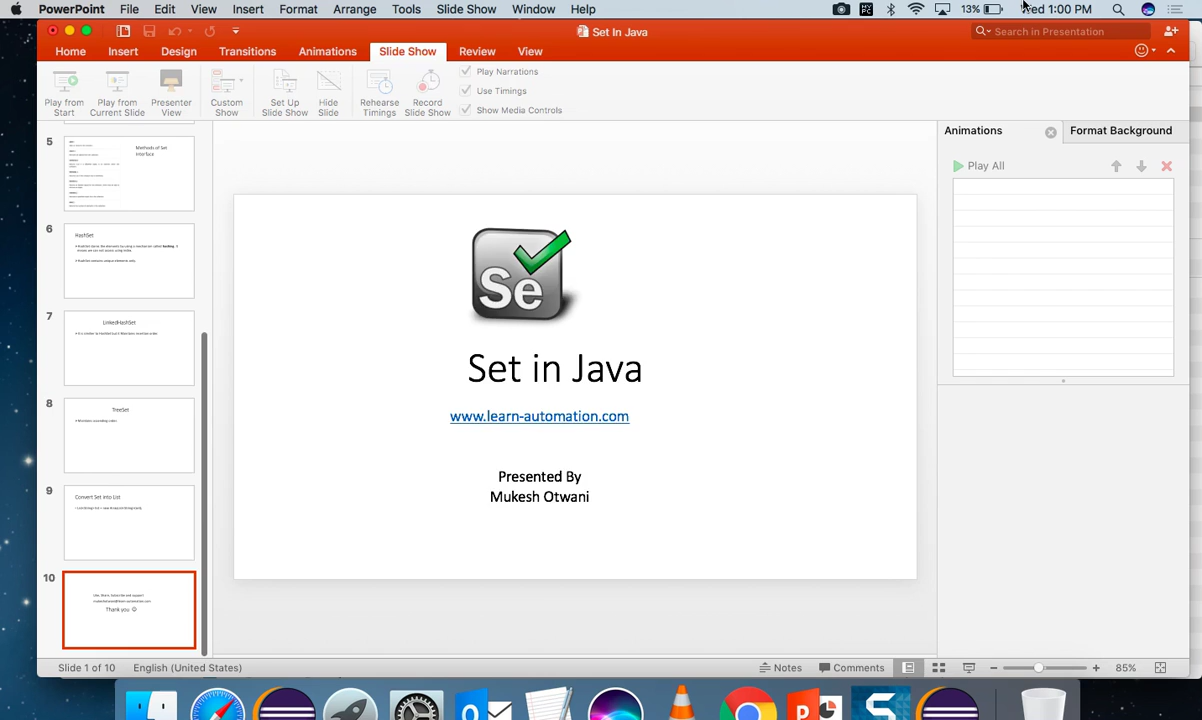 PowerPoint File Edit View Insert Format Arrange Tools Slide Show Window Help 13% Wed 1:00 PM
Set In Java
Search in Presentation
Home Insert Design Transitions Animations Slide Show Review View
Play from Start
Play from Current Slide
Presenter View
Custom Show
Set Up Slide Show
Hide Slide
Rehearse Timings
Record Slide Show
Play Narrations
Use Timings
Show Media Controls
5
Methods of Set Interface
6
HashSet
7
LinkedHashSet
8
TreeSet
9
Convert Set into List
10
Thank you
Se
Set in Java
www.learn-automation.com
Presented By
Mukesh Otwani
Animations
Format Background
Play All
Slide 1 of 10
English (United States)
Notes
Comments
85%